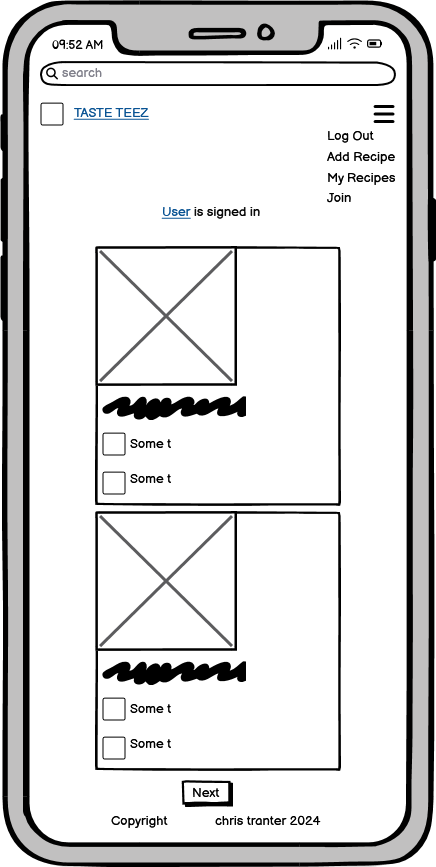 09:52 AM
search
TASTE TEEZ
Log Out
Add Recipe
My Recipes
Join
User is signed in
Some t
Some t
Some t
Some t
Next
Copyright chris tranter 2024